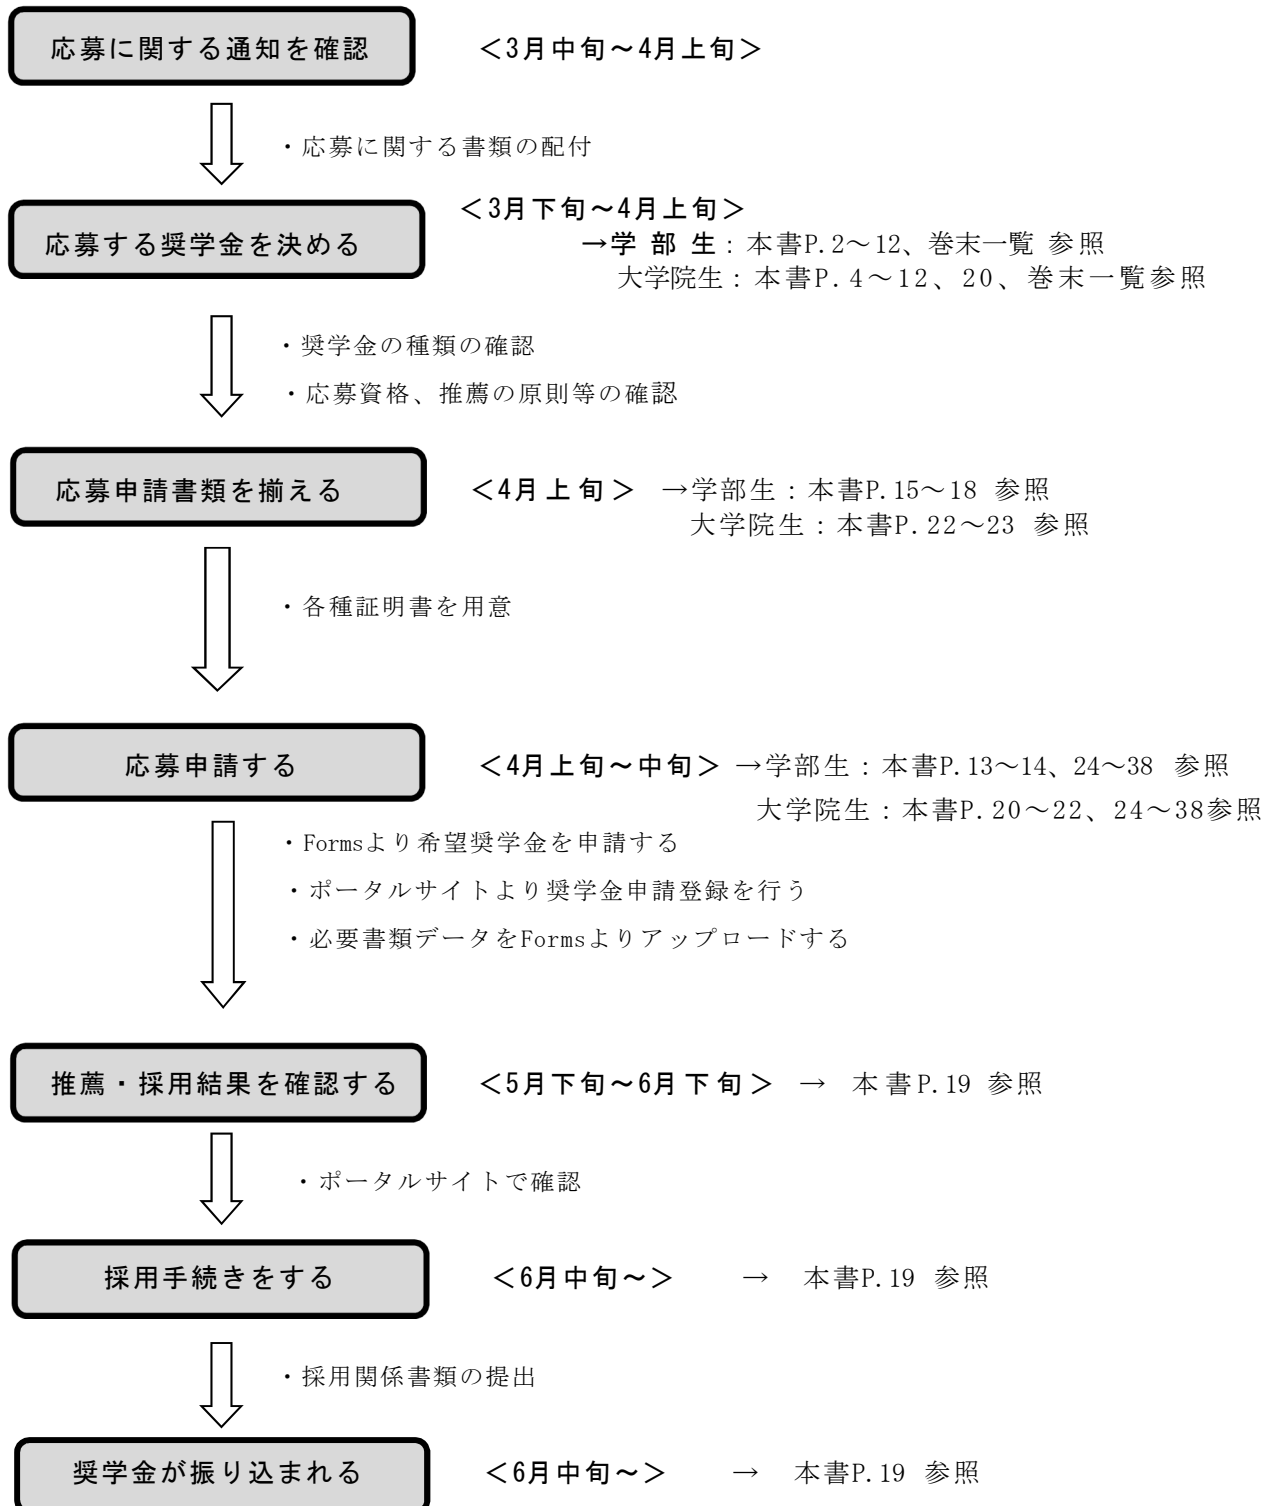 応募に関する通知を確認　＜3月中旬～4月上旬＞
・応募に関する書類の配付
＜3月下旬～4月上旬＞
応募する奨学金を決める　→学 部 生：本書P.2～12、巻末一覧 参照
大学院生：本書P.4～12、20、巻末一覧参照
・奨学金の種類の確認
・応募資格、推薦の原則等の確認
応募申請書類を揃える　＜4月上旬＞ →学部生：本書P.15～18 参照
大学院生：本書P.22～23 参照
・各種証明書を用意
応募申請する　＜4月上旬～中旬＞ →学部生：本書P.13～14、24～38 参照
大学院生：本書P.20～22、24～38参照
・Formsより希望奨学金を申請する
・ポータルサイトより奨学金申請登録を行う
・必要書類データをFormsよりアップロードする
推薦・採用結果を確認する　＜5月下旬～6月下旬＞ → 本書P.19 参照
・ポータルサイトで確認
採用手続きをする　＜6月中旬～＞ → 本書P.19 参照
・採用関係書類の提出
奨学金が振り込まれる　＜6月中旬～＞ → 本書P.19 参照